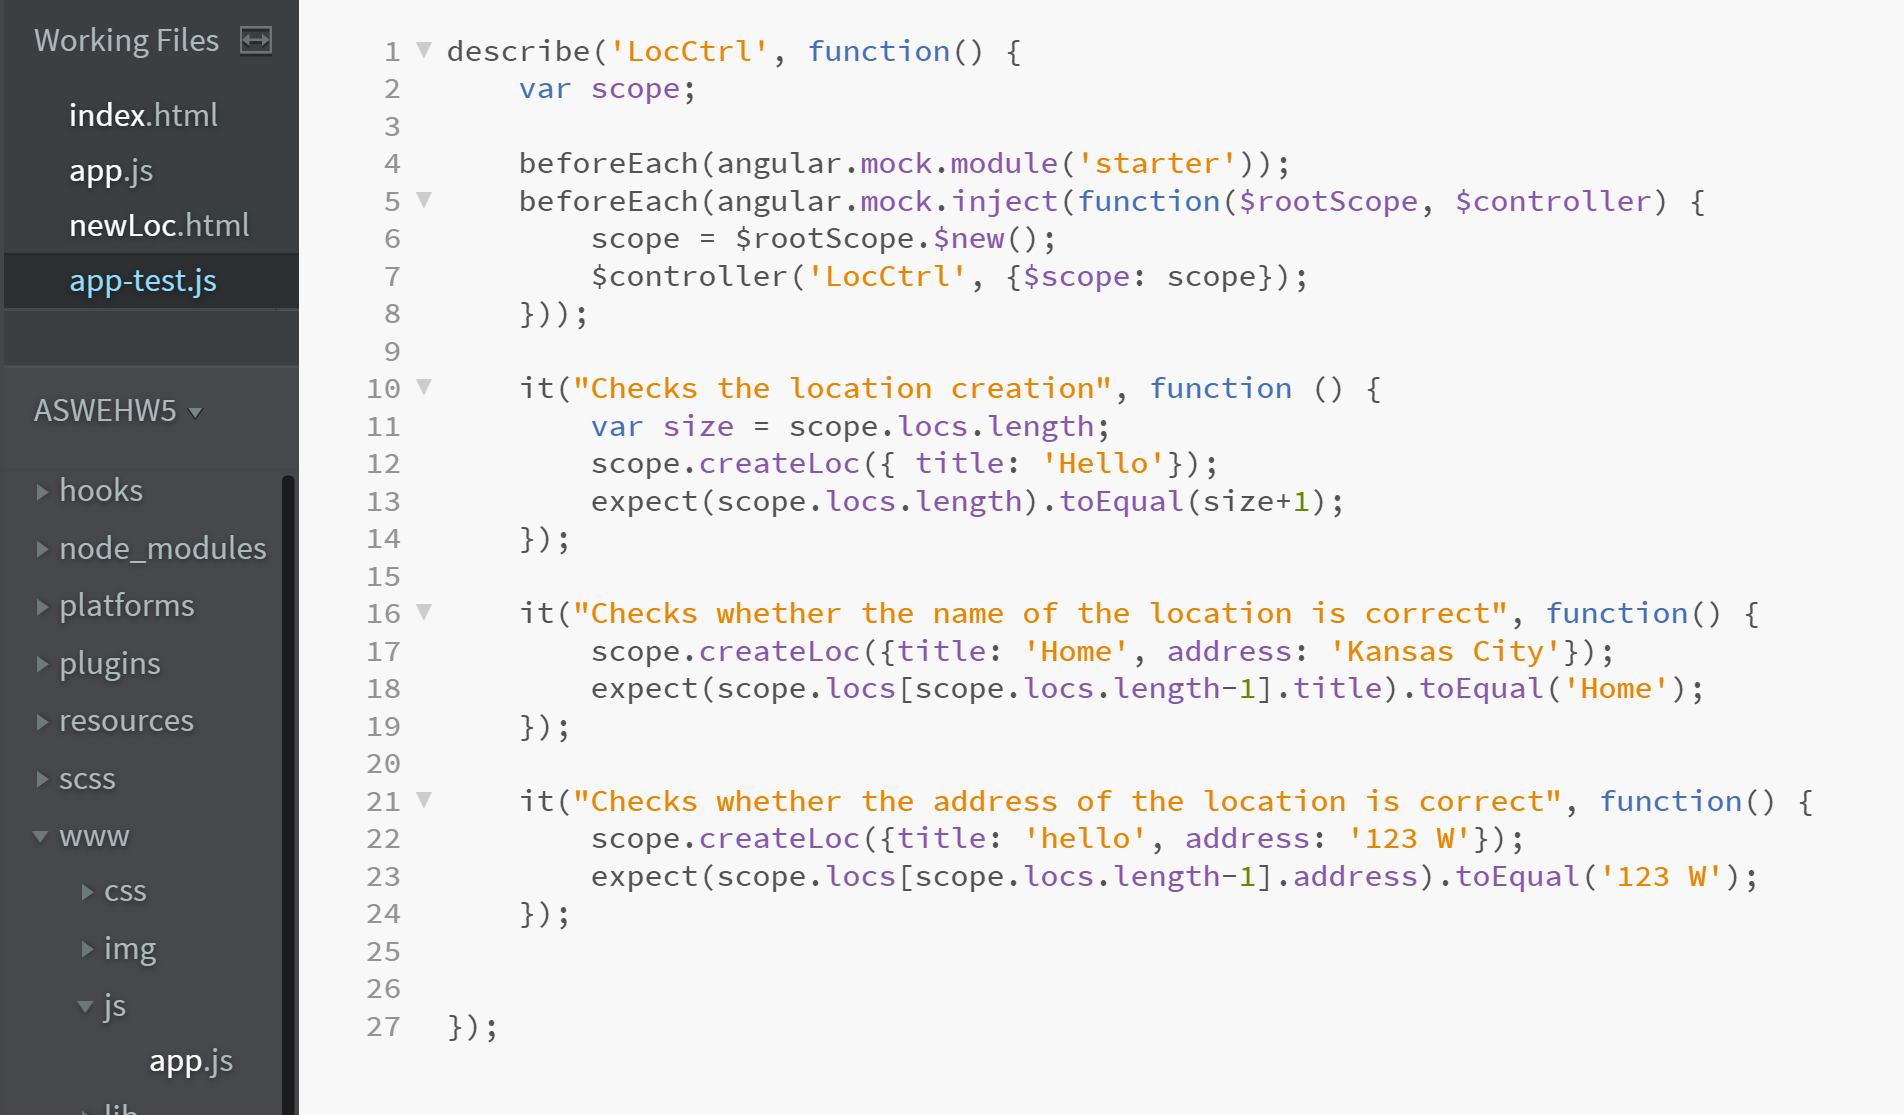 Working Files
index.html
app.js
newLoc.html
app-test.js
ASWEHW5
hooks
node_modules
platforms
plugins
resources
scss
www
css
img
js
app.js
lib
1 describe('LocCtrl', function() {
2     var scope;
3
4     beforeEach(angular.mock.module('starter'));
5     beforeEach(angular.mock.inject(function($rootScope, $controller) {
6         scope = $rootScope.$new();
7         $controller('LocCtrl', {$scope: scope});
8     }));
9
10     it("Checks the location creation", function () {
11         var size = scope.locs.length;
12         scope.createLoc({ title: 'Hello'});
13         expect(scope.locs.length).toEqual(size+1);
14     });
15
16     it("Checks whether the name of the location is correct", function() {
17         scope.createLoc({title: 'Home', address: 'Kansas City'});
18         expect(scope.locs[scope.locs.length-1].title).toEqual('Home');
19     });
20
21     it("Checks whether the address of the location is correct", function() {
22         scope.createLoc({title: 'hello', address: '123 W'});
23         expect(scope.locs[scope.locs.length-1].address).toEqual('123 W');
24     });
25
26
27 });